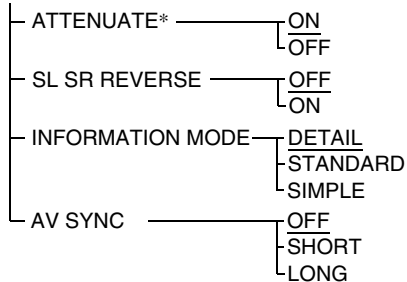 ATTENUATE* ON
OFF
SL SR REVERSE OFF
ON
INFORMATION MODE DETAIL
STANDARD
SIMPLE
AV SYNC OFF
SHORT
LONG